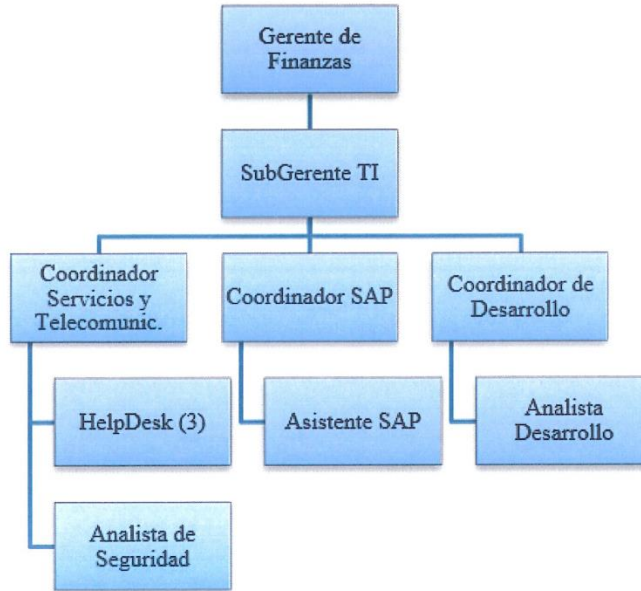 Gerente de
Finanzas
SubGerente TI
Coordinador
Servicios y
Telecomunic.
Coordinador SAP
Coordinador de
Desarrollo
HelpDesk (3)
Asistente SAP
Analista
Desarrollo
Analista de
Seguridad